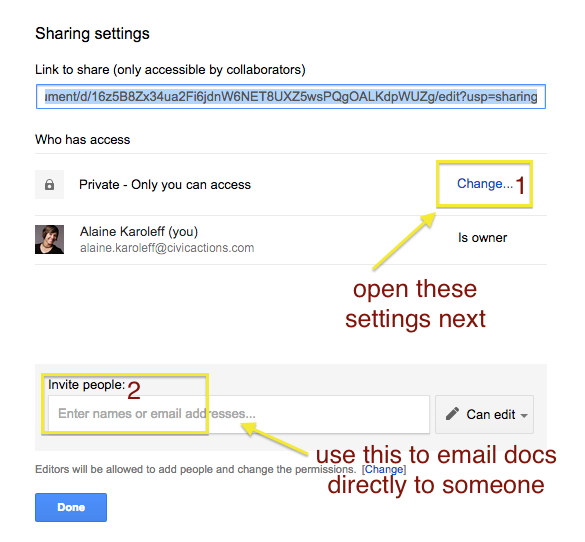 Sharing settings
Link to share (only accessible by collaborators)
ument/d/16z5B8Zx34ua2Fi6jdnW6NET8UXZ5wsPQgOALKdpWUZg/edit?usp=sharing
Who has access
Private - Only you can access
Change... 1
Alaine Karoleff (you)
alaine.karoleff@civicactions.com
Is owner
open these
settings next
Invite people: 2
Enter names or email addresses...
Can edit
use this to email docs
directly to someone
Editors will be allowed to add people and change the permissions. [Change]
Done